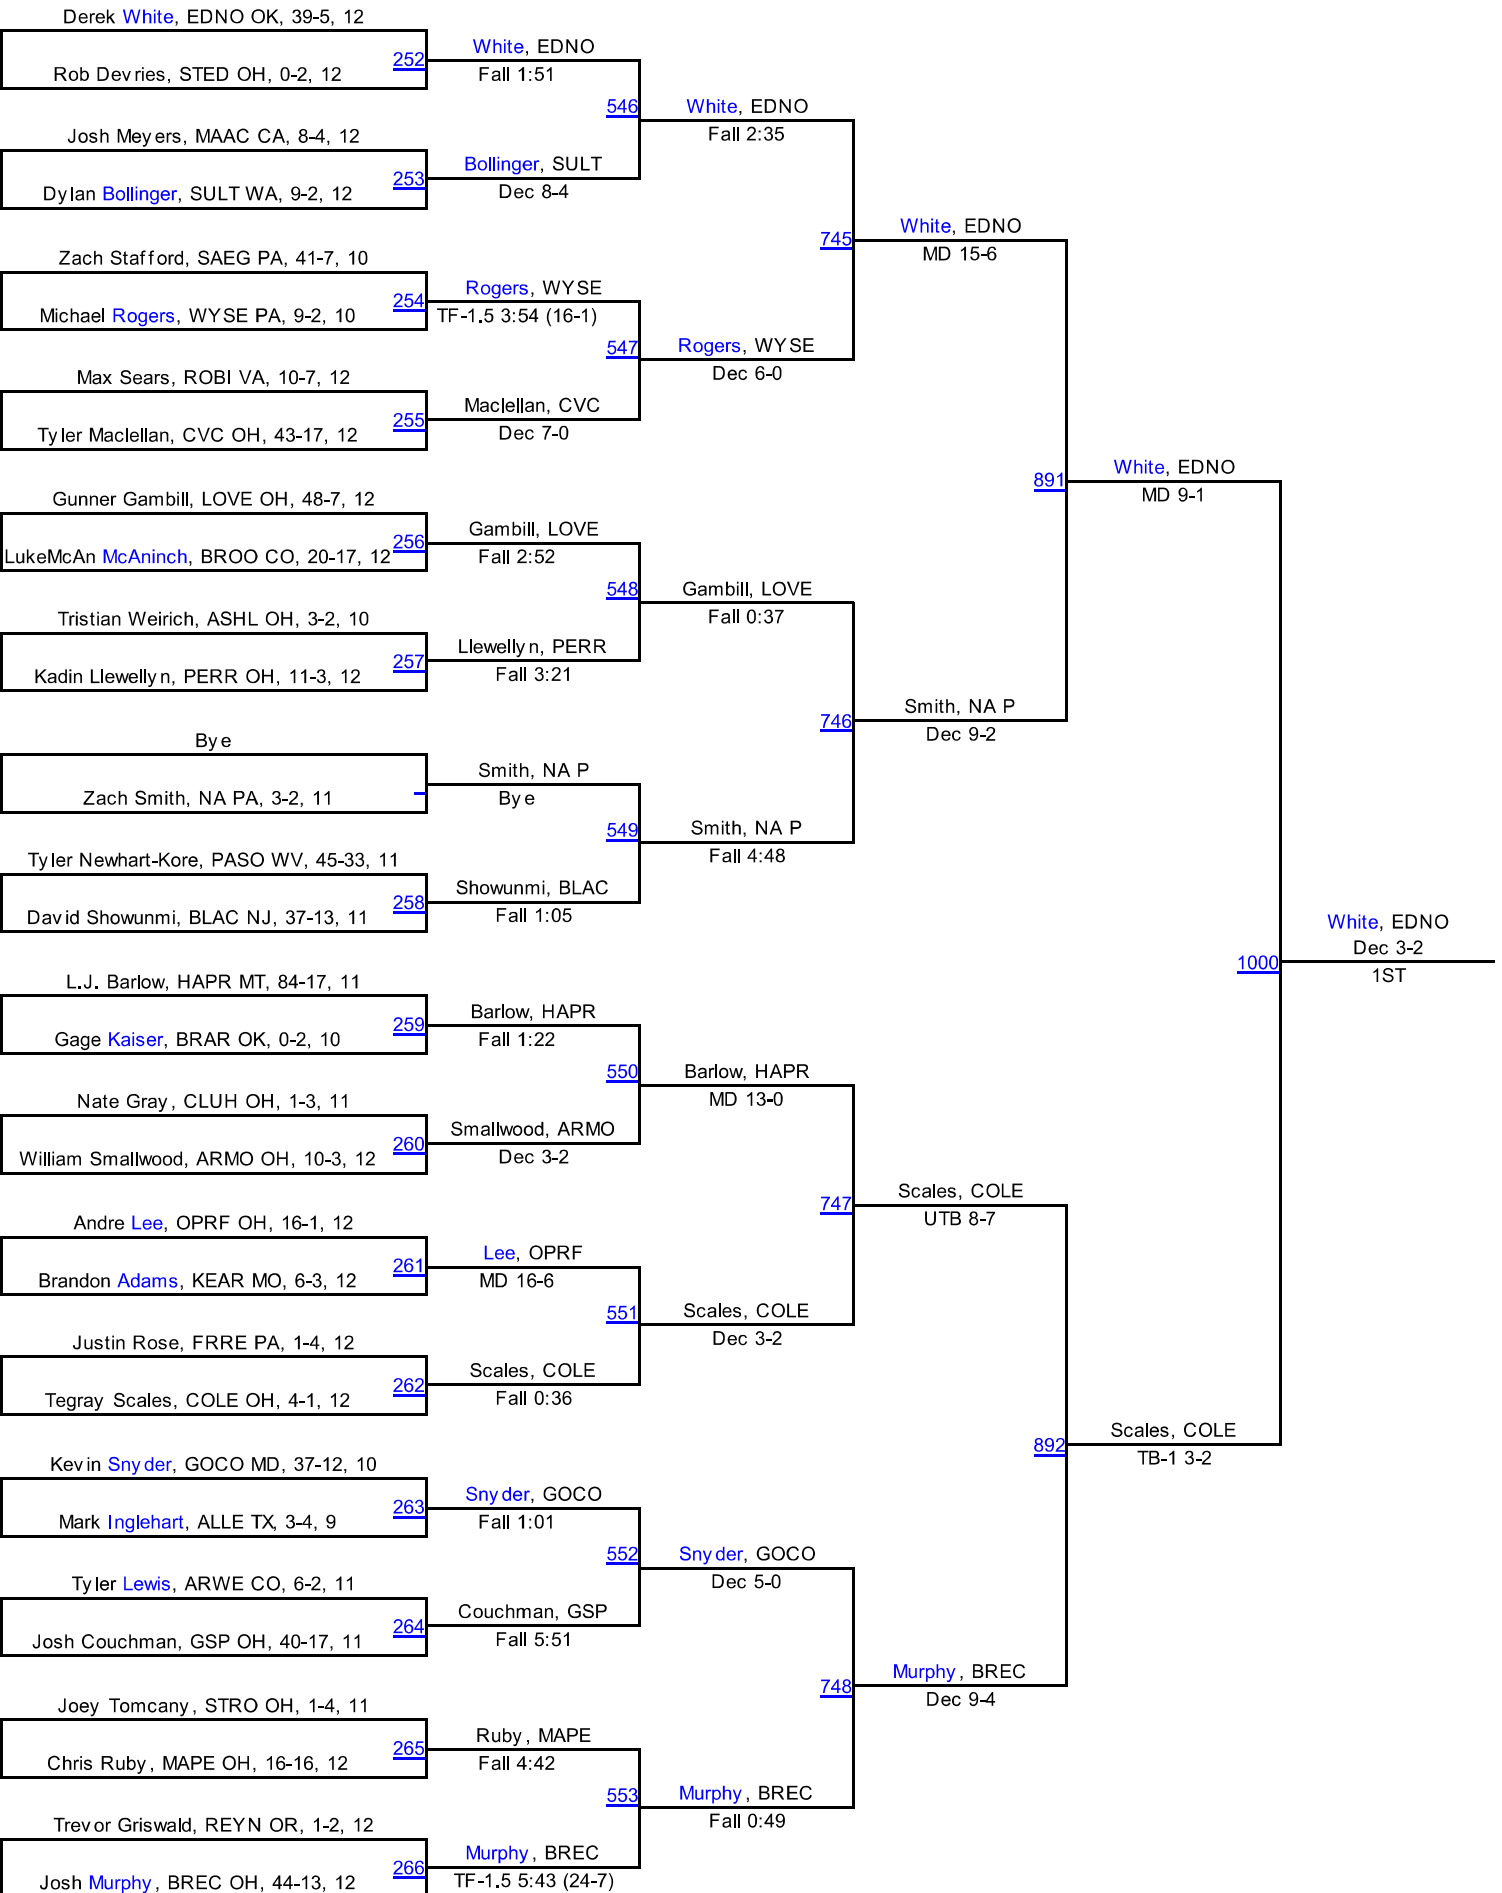 Derek White, EDNO OK, 39-5, 12
252
Rob Devries, STED OH, 0-2, 12
White, EDNO
Fall 1:51
546
White, EDNO
Fall 2:35
Josh Meyers, MAAC CA, 8-4, 12
253
Dylan Bollinger, SULT WA, 9-2, 12
Bollinger, SULT
Dec 8-4
745
White, EDNO
MD 15-6
Zach Stafford, SAEG PA, 41-7, 10
254
Michael Rogers, WYSE PA, 9-2, 10
Rogers, WYSE
TF-1.5 3:54 (16-1)
547
Rogers, WYSE
Dec 6-0
Max Sears, ROBI VA, 10-7, 12
255
Tyler Maclellan, CVC OH, 43-17, 12
Maclellan, CVC
Dec 7-0
891
White, EDNO
MD 9-1
Gunner Gambill, LOVE OH, 48-7, 12
256
LukeMcAn McAninch, BROO CO, 20-17, 12
Gambill, LOVE
Fall 2:52
548
Gambill, LOVE
Fall 0:37
Tristian Weirich, ASHL OH, 3-2, 10
257
Kadin Llewellyn, PERR OH, 11-3, 12
Llewellyn, PERR
Fall 3:21
746
Smith, NA P
Dec 9-2
Bye
Zach Smith, NA PA, 3-2, 11
Smith, NA P
Bye
549
Smith, NA P
Fall 4:48
Tyler Newhart-Kore, PASO WV, 45-33, 11
258
David Showunmi, BLAC NJ, 37-13, 11
Showunmi, BLAC
Fall 1:05
1000
White, EDNO
Dec 3-2
1ST
L.J. Barlow, HAPR MT, 84-17, 11
259
Gage Kaiser, BRAR OK, 0-2, 10
Barlow, HAPR
Fall 1:22
550
Barlow, HAPR
MD 13-0
Nate Gray, CLUH OH, 1-3, 11
260
William Smallwood, ARMO OH, 10-3, 12
Smallwood, ARMO
Dec 3-2
747
Scales, COLE
UTB 8-7
Andre Lee, OPRF OH, 16-1, 12
261
Brandon Adams, KEAR MO, 6-3, 12
Lee, OPRF
MD 16-6
551
Scales, COLE
Dec 3-2
Justin Rose, FRRE PA, 1-4, 12
262
Tegray Scales, COLE OH, 4-1, 12
Scales, COLE
Fall 0:36
892
Scales, COLE
TB-1 3-2
Kevin Snyder, GOCO MD, 37-12, 10
263
Mark Inglehart, ALLE TX, 3-4, 9
Snyder, GOCO
Fall 1:01
552
Snyder, GOCO
Dec 5-0
Tyler Lewis, ARWE CO, 6-2, 11
264
Josh Couchman, GSP OH, 40-17, 11
Couchman, GSP
Fall 5:51
748
Murphy, BREC
Dec 9-4
Joey Tomcany, STRO OH, 1-4, 11
265
Chris Ruby, MAPE OH, 16-16, 12
Ruby, MAPE
Fall 4:42
553
Murphy, BREC
Fall 0:49
Trevor Griswald, REYN OR, 1-2, 12
266
Josh Murphy, BREC OH, 44-13, 12
Murphy, BREC
TF-1.5 5:43 (24-7)